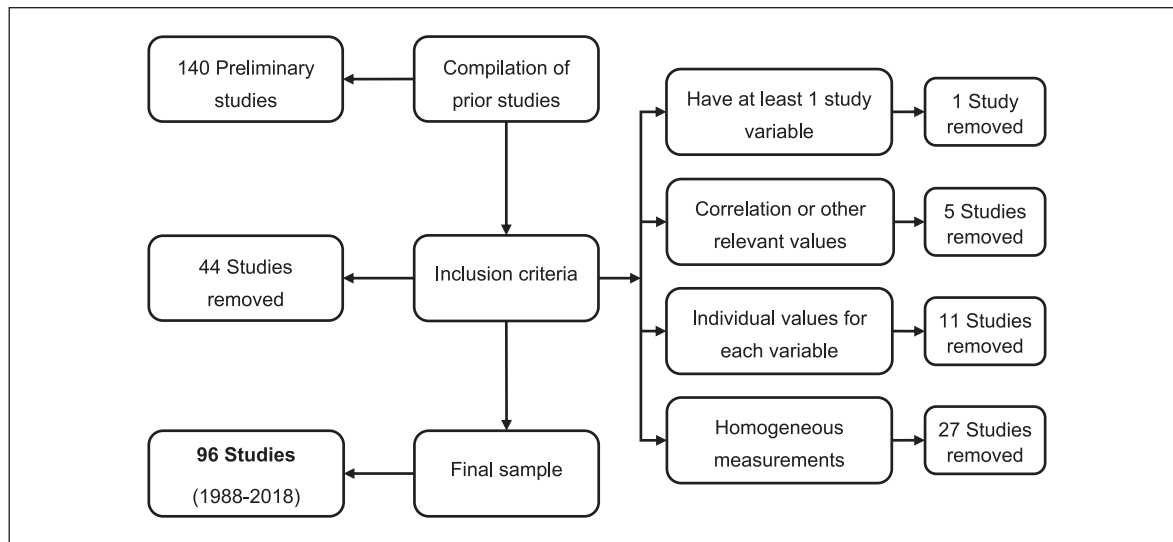 140 Preliminary
studies
Compilation of
prior studies
Have at least 1 study
variable
1 Study
removed
Correlation or other
relevant values
5 Studies
removed
44 Studies
removed
Inclusion criteria
Individual values for
each variable
11 Studies
removed
Homogeneous
measurements
27 Studies
removed
96 Studies
(1988-2018)
Final sample